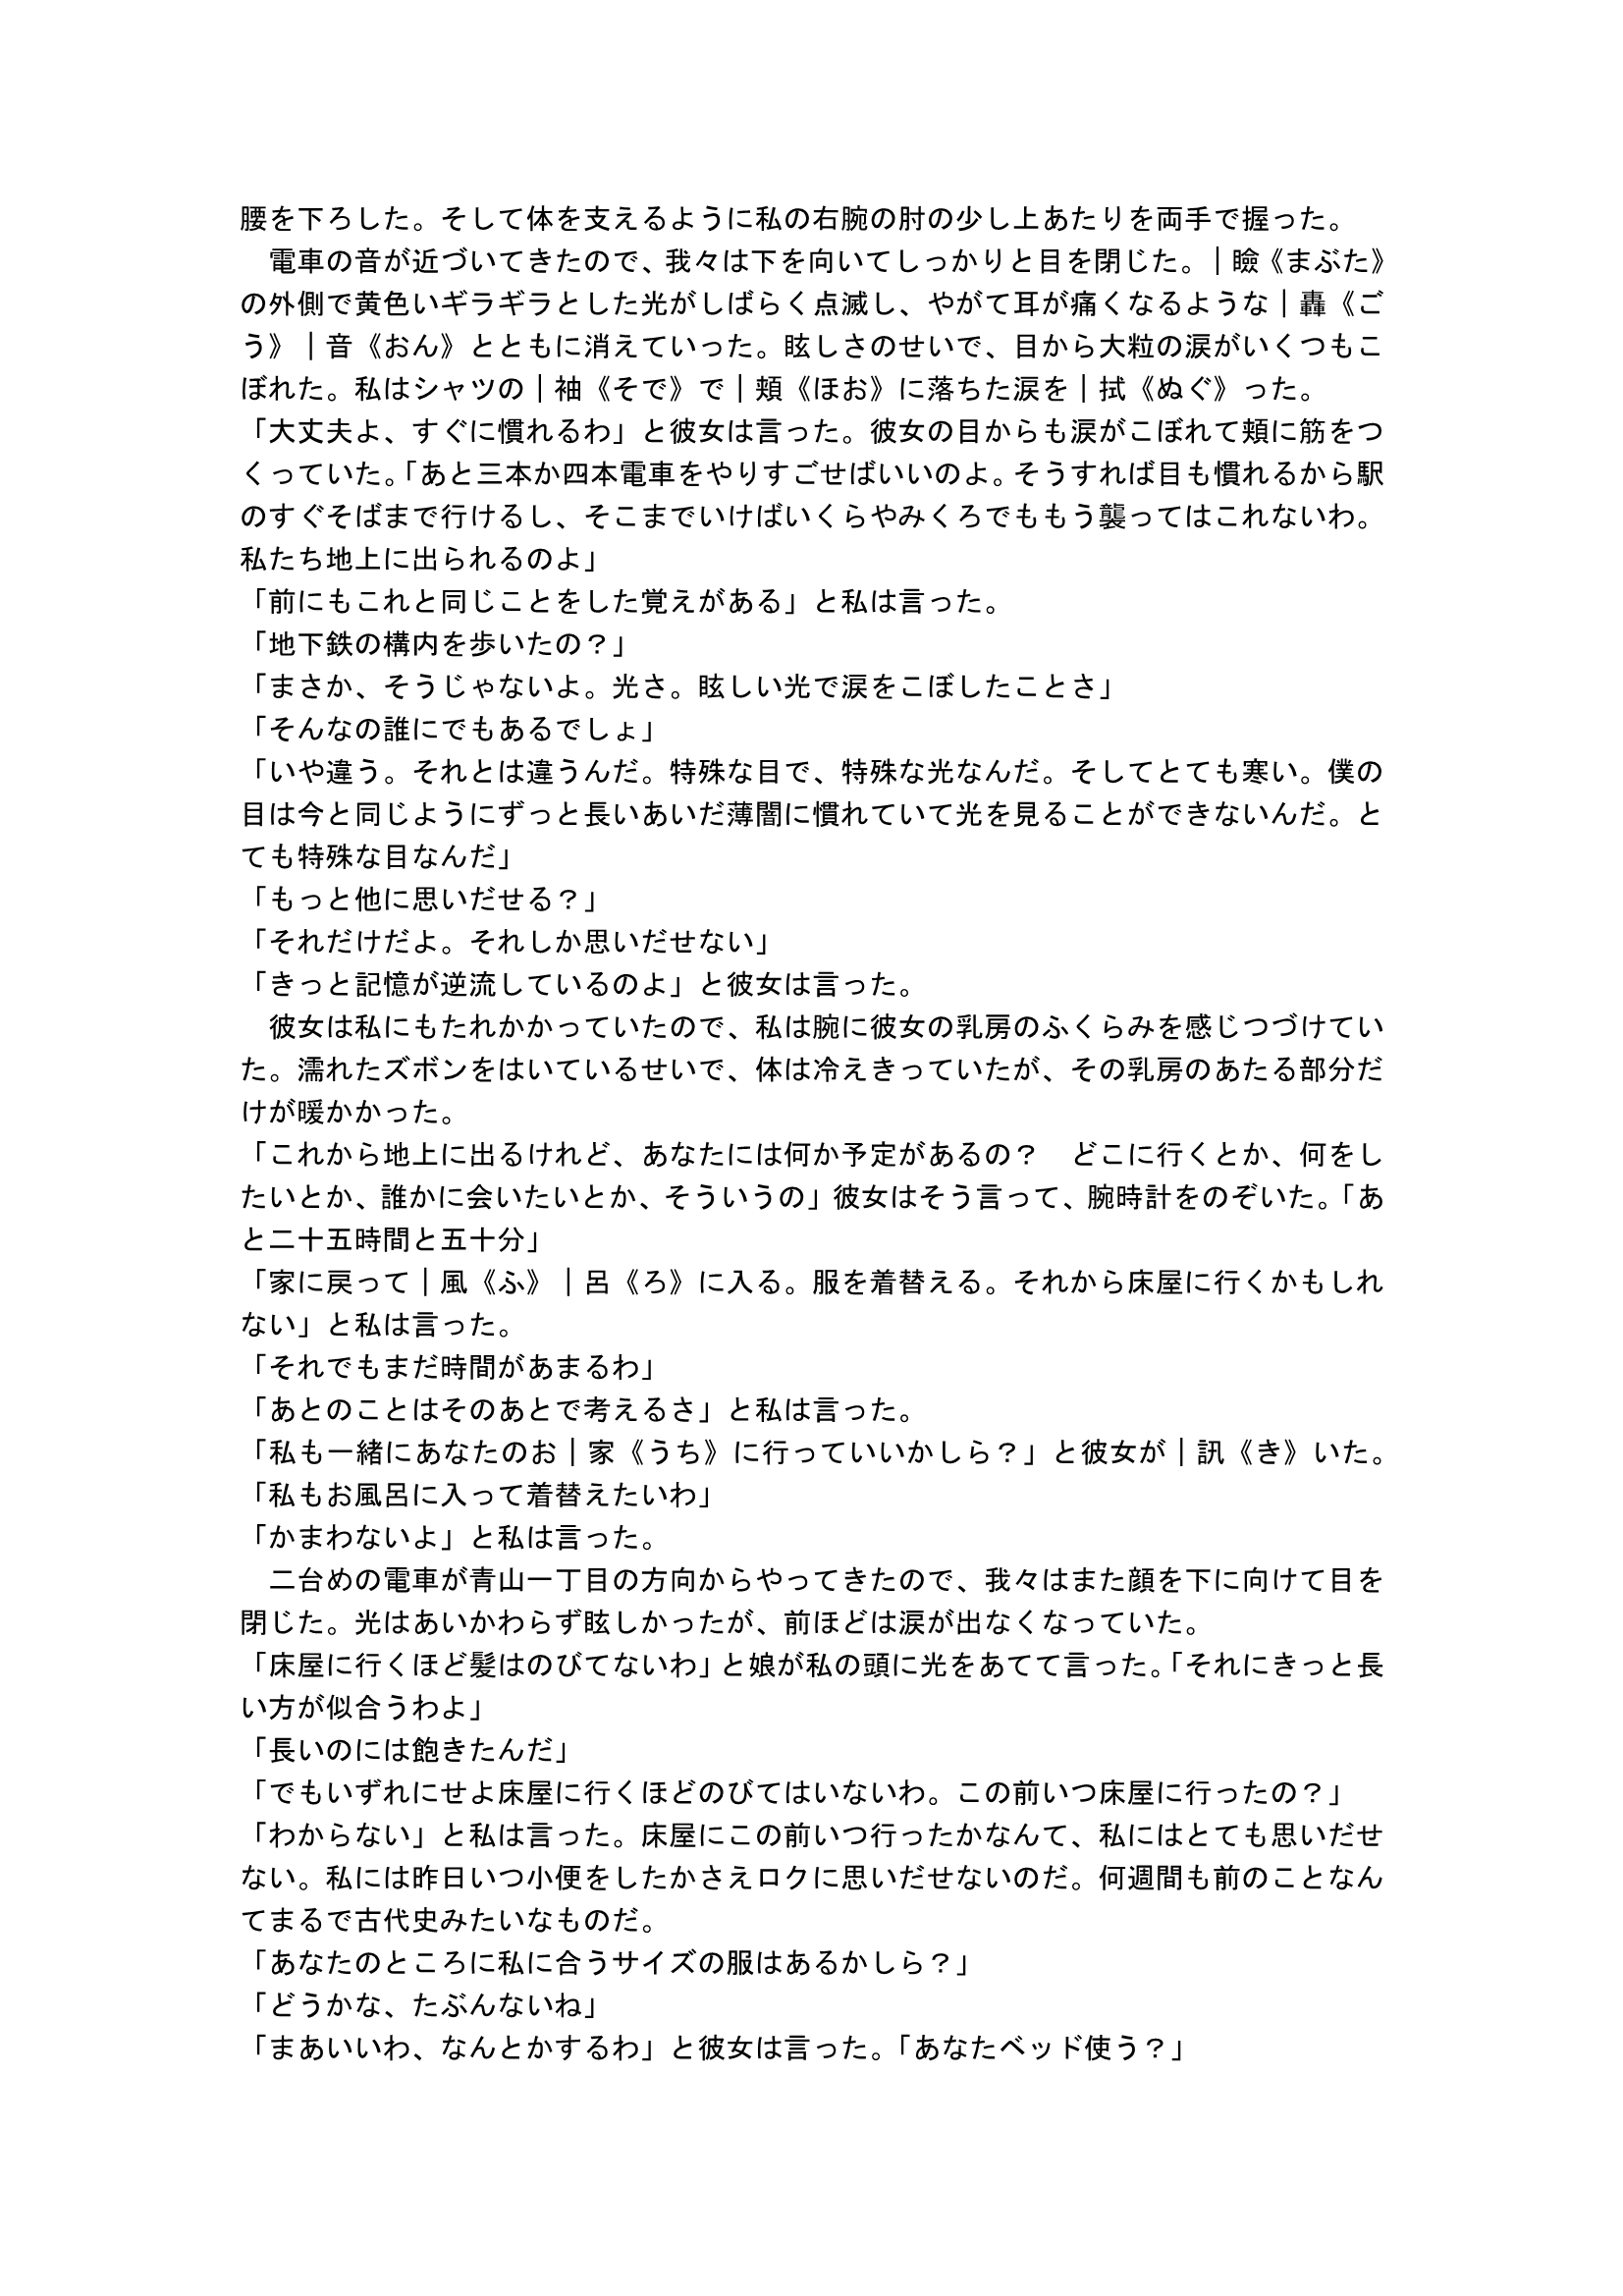 腰を下ろした。そして体を支えるように私の右腕の肘の少し上あたりを両手で握った。
　電車の音が近づいてきたので、我々は下を向いてしっかりと目を閉じた。｜瞼《まぶた》
の外側で黄色いギラギラとした光がしばらく点滅し、やがて耳が痛くなるような｜轟《ご
う》｜音《おん》とともに消えていった。眩しさのせいで、目から大粒の涙がいくつもこ
ぼれた。私はシャツの｜袖《そで》で｜頬《ほお》に落ちた涙を｜拭《ぬぐ》った。
「大丈夫よ、すぐに慣れるわ」と彼女は言った。彼女の目からも涙がこぼれて頬に筋をつ
くっていた。「あと三本か四本電車をやりすごせばいいのよ。そうすれば目も慣れるから駅
のすぐそばまで行けるし、そこまでいけばいくらやみくろでももう襲ってはこれないわ。
私たち地上に出られるのよ」
「前にもこれと同じことをした覚えがある」と私は言った。
「地下鉄の構内を歩いたの？」
「まさか、そうじゃないよ。光さ。眩しい光で涙をこぼしたことさ」
「そんなの誰にでもあるでしょ」
「いや違う。それとは違うんだ。特殊な目で、特殊な光なんだ。そしてとても寒い。僕の
目は今と同じようにずっと長いあいだ薄闇に慣れていて光を見ることができないんだ。と
ても特殊な目なんだ」
「もっと他に思いだせる？」
「それだけだよ。それしか思いだせない」
「きっと記憶が逆流しているのよ」と彼女は言った。
　彼女は私にもたれかかっていたので、私は腕に彼女の乳房のふくらみを感じつづけてい
た。濡れたズボンをはいているせいで、体は冷えきっていたが、その乳房のあたる部分だ
けが暖かかった。
「これから地上に出るけれど、あなたには何か予定があるの？　どこに行くとか、何をし
たいとか、誰かに会いたいとか、そういうの」彼女はそう言って、腕時計をのぞいた。「あ
と二十五時間と五十分」
「家に戻って｜風《ふ》｜呂《ろ》に入る。服を着替える。それから床屋に行くかもしれ
ない」と私は言った。
「それでもまだ時間があまるわ」
「あとのことはそのあとで考えるさ」と私は言った。
「私も一緒にあなたのお｜家《うち》に行っていいかしら？」と彼女が｜訊《き》いた。
「私もお風呂に入って着替えたいわ」
「かまわないよ」と私は言った。
　二台めの電車が青山一丁目の方向からやってきたので、我々はまた顔を下に向けて目を
閉じた。光はあいかわらず眩しかったが、前ほどは涙が出なくなっていた。
「床屋に行くほど髪はのびてないわ」と娘が私の頭に光をあてて言った。「それにきっと長
い方が似合うわよ」
「長いのには飽きたんだ」
「でもいずれにせよ床屋に行くほどのびてはいないわ。この前いつ床屋に行ったの？」
「わからない」と私は言った。床屋にこの前いつ行ったかなんて、私にはとても思いだせ
ない。私には昨日いつ小便をしたかさえロクに思いだせないのだ。何週間も前のことなん
てまるで古代史みたいなものだ。
「あなたのところに私に合うサイズの服はあるかしら？」
「どうかな、たぶんないね」
「まあいいわ、なんとかするわ」と彼女は言った。「あなたベッド使う？」